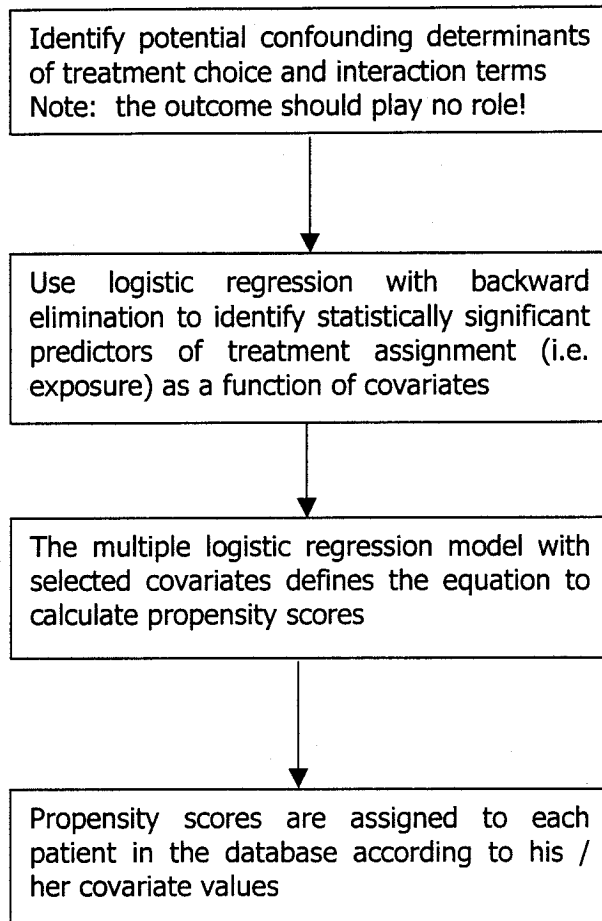 Identify potential confounding determinants
of treatment choice and interaction terms
Note: the outcome should play no role!
Use logistic regression with backward
elimination to identify statistically significant
predictors of treatment assignment (i.e.
exposure) as a function of covariates
The multiple logistic regression model with
selected covariates defines the equation to
calculate propensity scores
Propensity scores are assigned to each
patient in the database according to his /
her covariate values